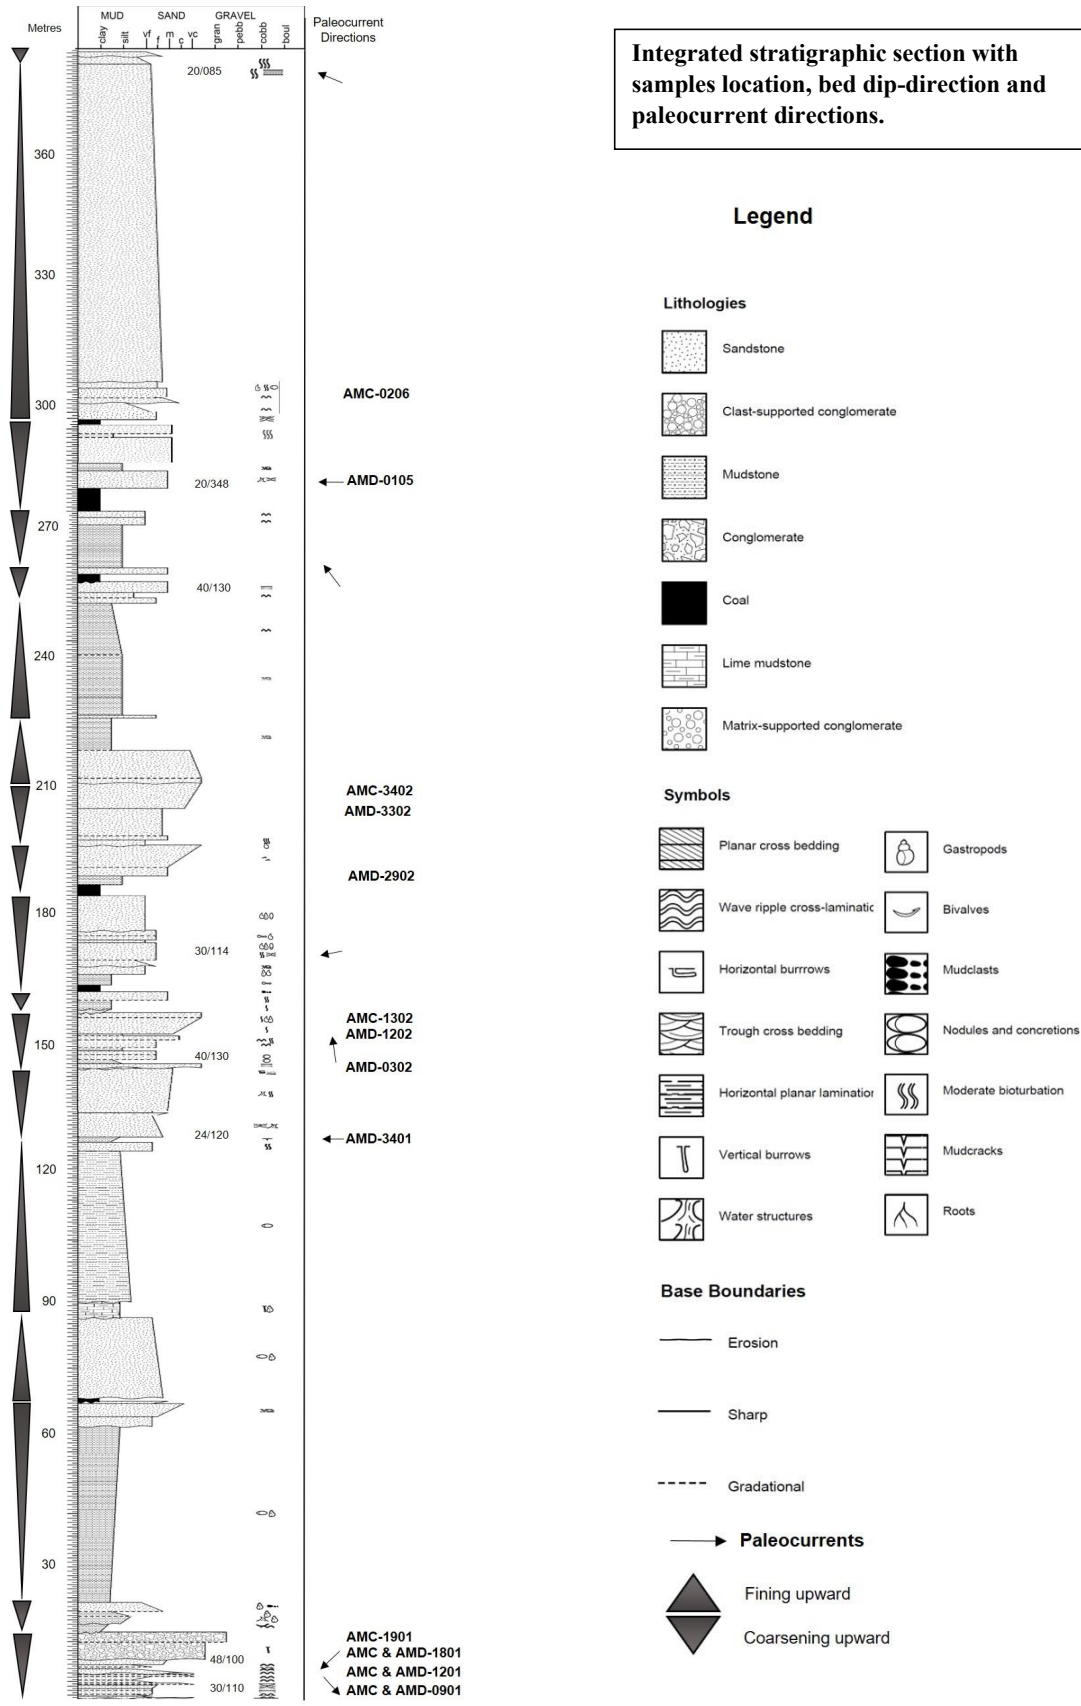 MUD SAND GRAVEL
Metres
clay silt vf f m c vc gran pebb cobb boul
Paleocurrent
Directions
20/085
360
330
300
AMC-0206
20/348
AMD-0105
270
40/130
240
210
AMC-3402
AMD-3302
AMD-2902
180
30/114
AMC-1302
AMD-1202
150
40/130
AMD-0302
24/120
AMD-3401
120
90
60
30
AMC-1901
AMC & AMD-1801
48/100
AMC & AMD-1201
30/110
AMC & AMD-0901
Integrated stratigraphic section with
samples location, bed dip-direction and
paleocurrent directions.
Legend
Lithologies
Sandstone
Clast-supported conglomerate
Mudstone
Conglomerate
Coal
Lime mudstone
Matrix-supported conglomerate
Symbols
Planar cross bedding
Gastropods
Wave ripple cross-laminatic
Bivalves
Horizontal burrrows
Mudclasts
Trough cross bedding
Nodules and concretions
Horizontal planar lamination
Moderate bioturbation
Vertical burrows
Mudcracks
Water structures
Roots
Base Boundaries
Erosion
Sharp
Gradational
Paleocurrents
Fining upward
Coarsening upward